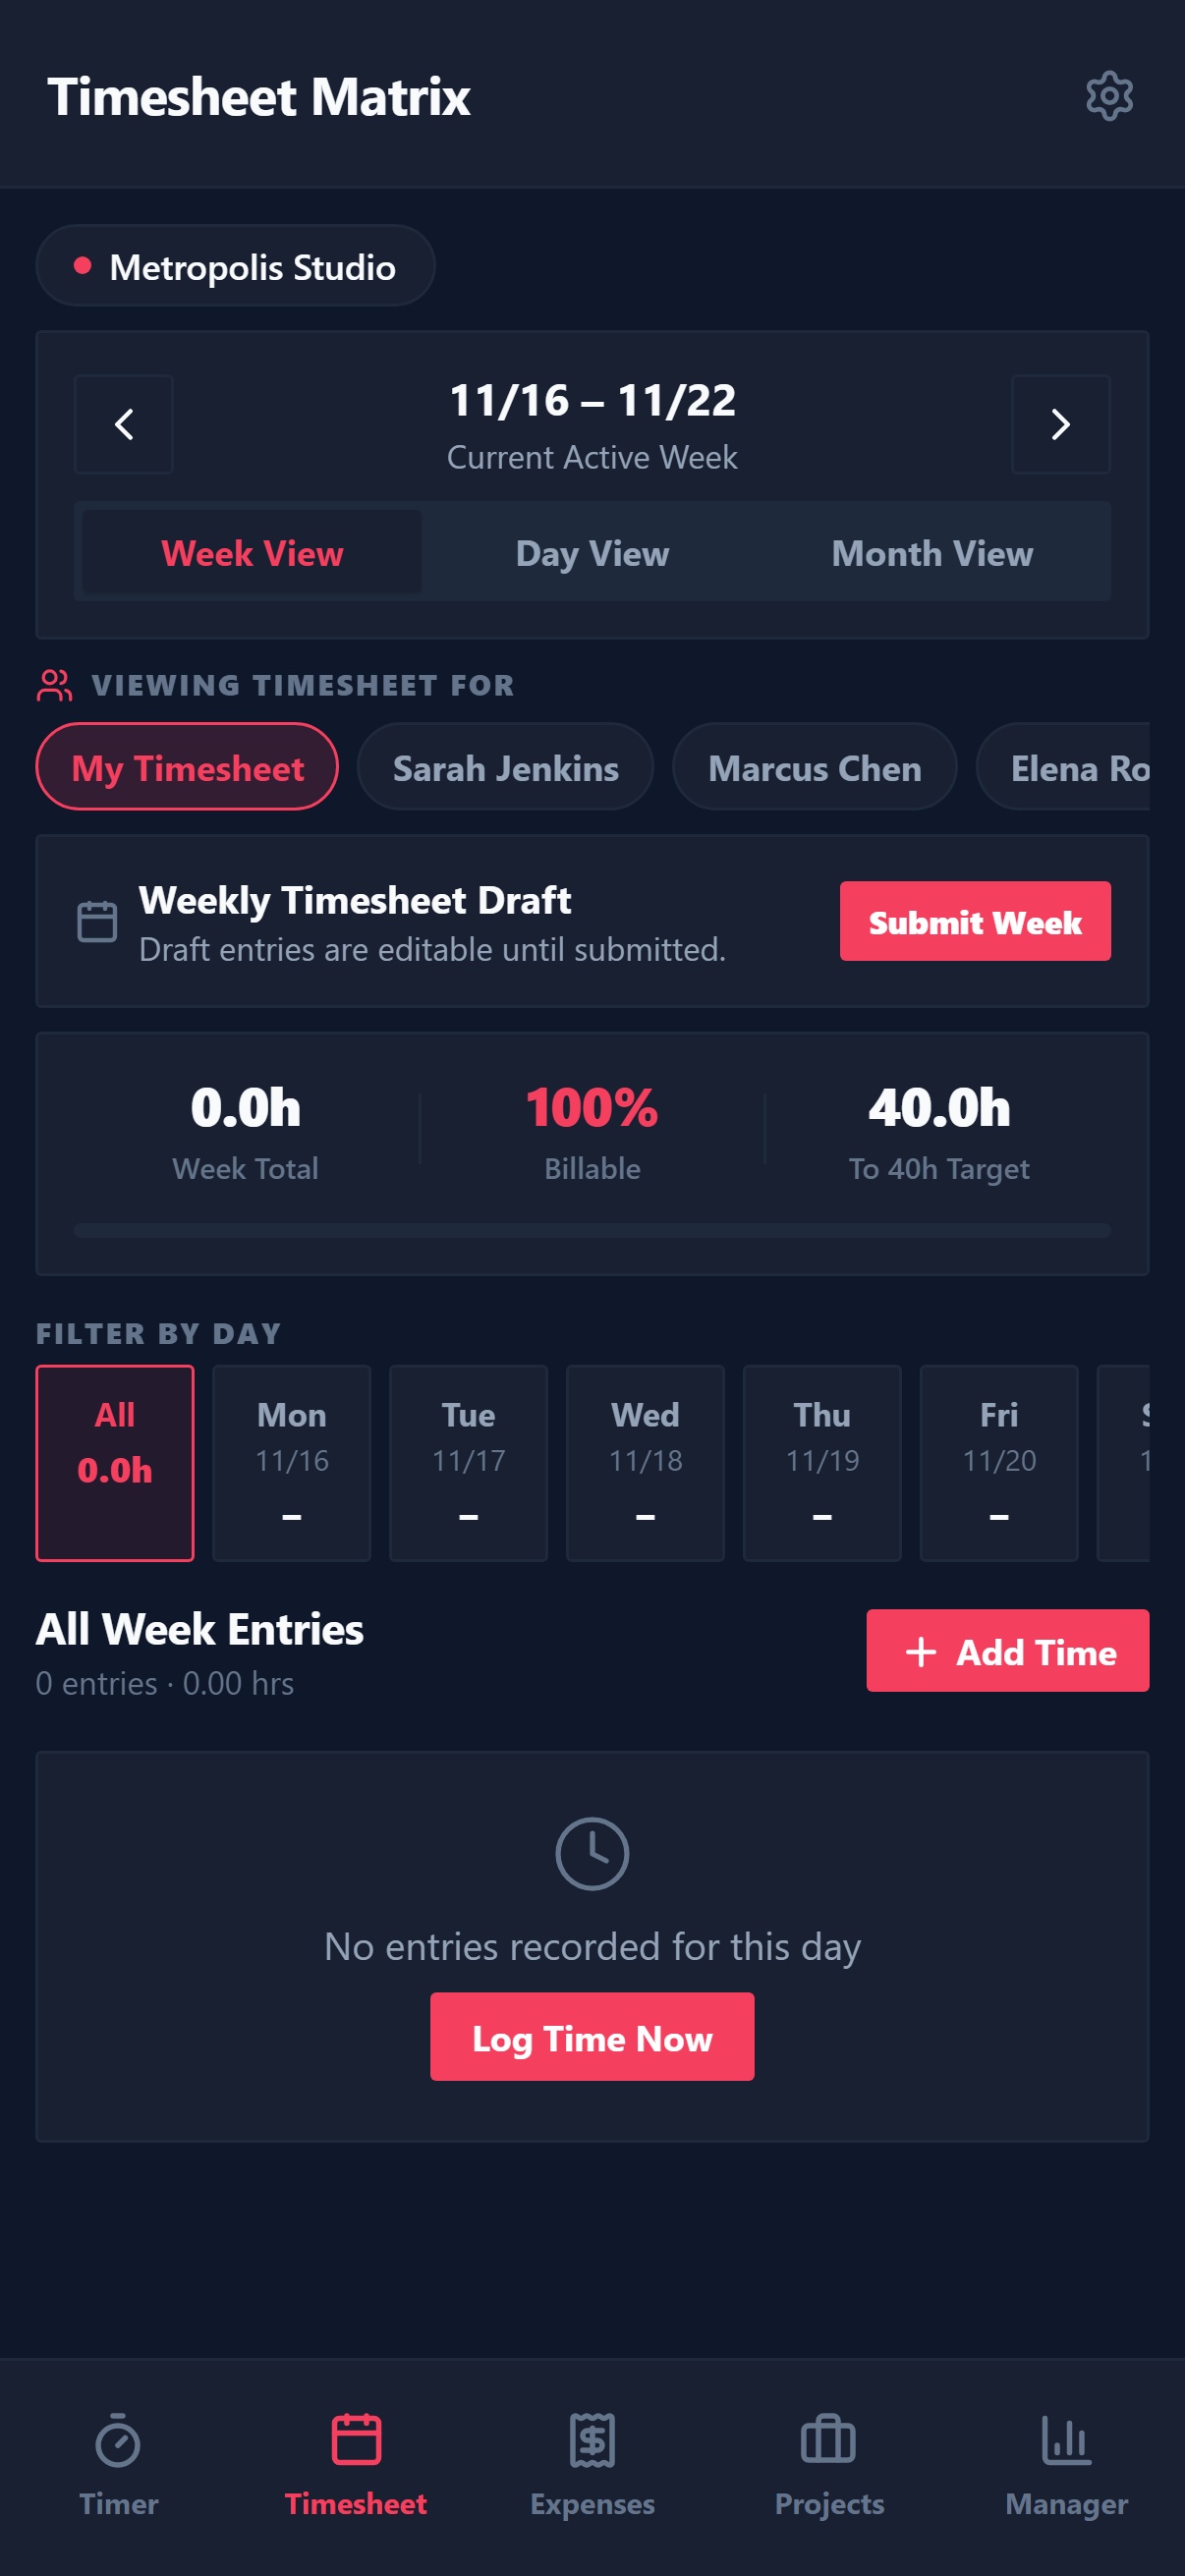 Timesheet Matrix
Metropolis Studio
11/16 – 11/22
Current Active Week
Week View
Day View
Month View
VIEWING TIMESHEET FOR
My Timesheet
Sarah Jenkins
Marcus Chen
Elena Ro
Weekly Timesheet Draft
Draft entries are editable until submitted.
Submit Week
0.0h
Week Total
100%
Billable
40.0h
To 40h Target
FILTER BY DAY
All
0.0h
Mon
11/16
–
Tue
11/17
–
Wed
11/18
–
Thu
11/19
–
Fri
11/20
–
All Week Entries
0 entries · 0.00 hrs
+ Add Time
No entries recorded for this day
Log Time Now
Timer
Timesheet
Expenses
Projects
Manager